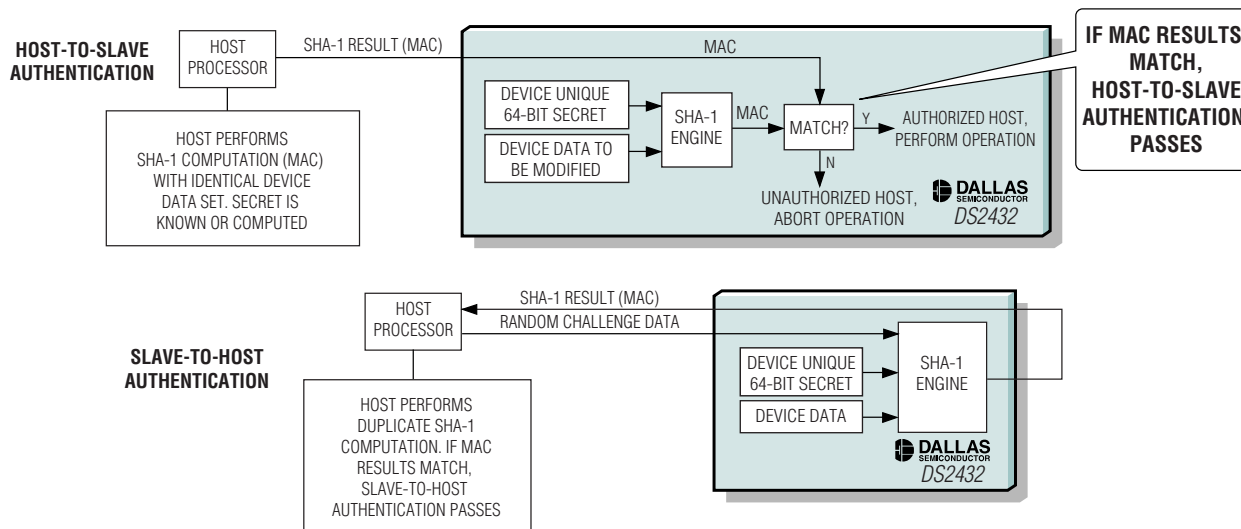 HOST-TO-SLAVE
AUTHENTICATION
HOST
PROCESSOR
SHA-1 RESULT (MAC)
HOST PERFORMS
SHA-1 COMPUTATION (MAC)
WITH IDENTICAL DEVICE
DATA SET. SECRET IS
KNOWN OR COMPUTED
MAC
DEVICE UNIQUE
64-BIT SECRET
DEVICE DATA TO
BE MODIFIED
SHA-1
ENGINE
MAC
MATCH?
Y
AUTHORIZED HOST,
PERFORM OPERATION
N
UNAUTHORIZED HOST,
ABORT OPERATION
DALLAS
SEMICONDUCTOR
DS2432
IF MAC RESULTS
MATCH,
HOST-TO-SLAVE
AUTHENTICATION
PASSES
SLAVE-TO-HOST
AUTHENTICATION
HOST
PROCESSOR
SHA-1 RESULT (MAC)
RANDOM CHALLENGE DATA
HOST PERFORMS
DUPLICATE SHA-1
COMPUTATION. IF MAC
RESULTS MATCH,
SLAVE-TO-HOST
AUTHENTICATION PASSES
DEVICE UNIQUE
64-BIT SECRET
DEVICE DATA
SHA-1
ENGINE
DALLAS
SEMICONDUCTOR
DS2432